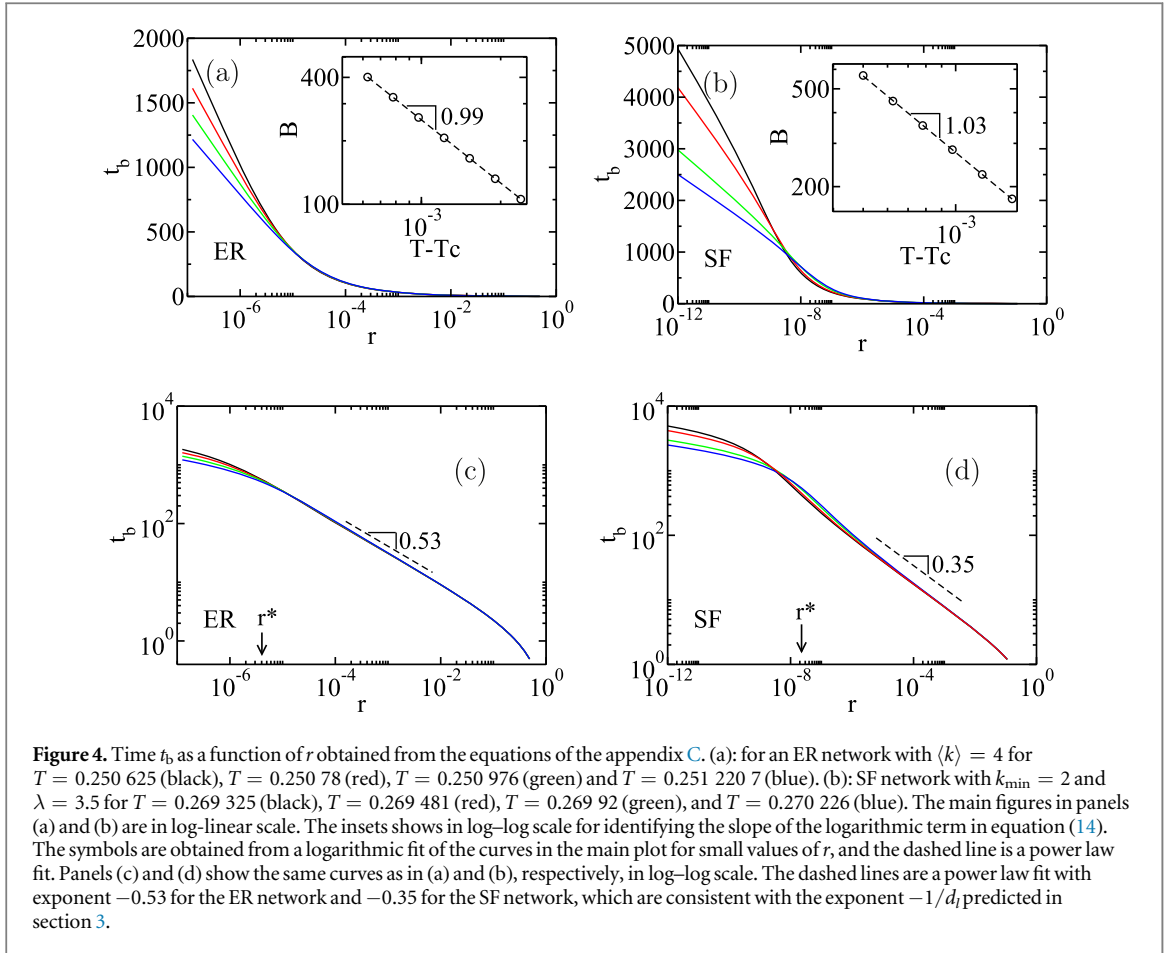 2000
1500
1000
500
0
t_b
(a)
ER
10^-6
10^-4
10^-2
10^0
r
400
100
B
0.99
10^-3
T-Tc
5000
4000
3000
2000
1000
0
t_b
(b)
SF
10^-12
10^-8
10^-4
10^0
r
500
200
B
1.03
10^-3
T-Tc
10^4
10^2
10^0
t_b
(c)
0.53
ER
r*
10^-6
10^-4
10^-2
10^0
r
10^4
10^2
10^0
t_b
(d)
0.35
SF
r*
10^-12
10^-8
10^-4
10^0
r
Figure 4. Time t_b as a function of r obtained from the equations of the appendix C. (a): for an ER network with ⟨k⟩ = 4 for
T = 0.250 625 (black), T = 0.250 78 (red), T = 0.250 976 (green) and T = 0.251 220 7 (blue). (b): SF network with k_min = 2 and
λ = 3.5 for T = 0.269 325 (black), T = 0.269 481 (red), T = 0.269 92 (green), and T = 0.270 226 (blue). The main figures in panels
(a) and (b) are in log-linear scale. The insets shows in log–log scale for identifying the slope of the logarithmic term in equation (14).
The symbols are obtained from a logarithmic fit of the curves in the main plot for small values of r, and the dashed line is a power law
fit. Panels (c) and (d) show the same curves as in (a) and (b), respectively, in log–log scale. The dashed lines are a power law fit with
exponent −0.53 for the ER network and −0.35 for the SF network, which are consistent with the exponent −1/d_l predicted in
section 3.